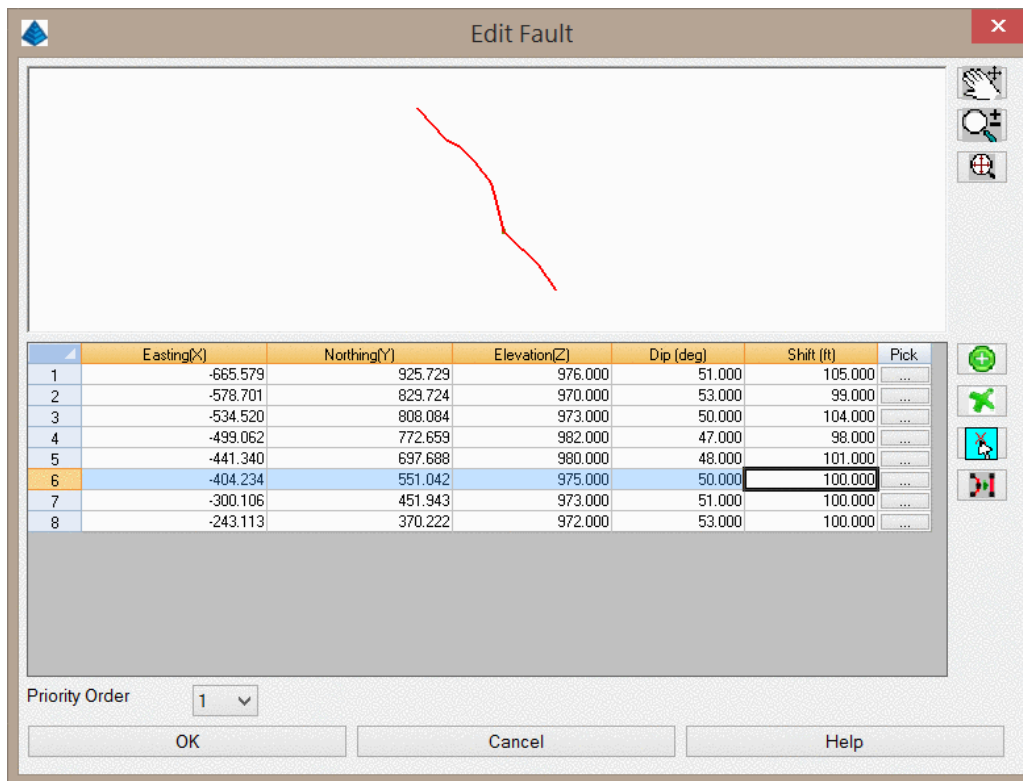 Edit Fault
Easting(X) Northing(Y) Elevation(Z) Dip (deg) Shift (ft) Pick
1 -665.579 925.729 976.000 51.000 105.000 ...
2 -578.701 829.724 970.000 53.000 99.000 ...
3 -534.520 808.084 973.000 50.000 104.000 ...
4 -499.062 772.659 982.000 47.000 98.000 ...
5 -441.340 697.688 980.000 48.000 101.000 ...
6 -404.234 551.042 975.000 50.000 100.000 ...
7 -300.106 451.943 973.000 51.000 100.000 ...
8 -243.113 370.222 972.000 53.000 100.000 ...
Priority Order 1
OK Cancel Help